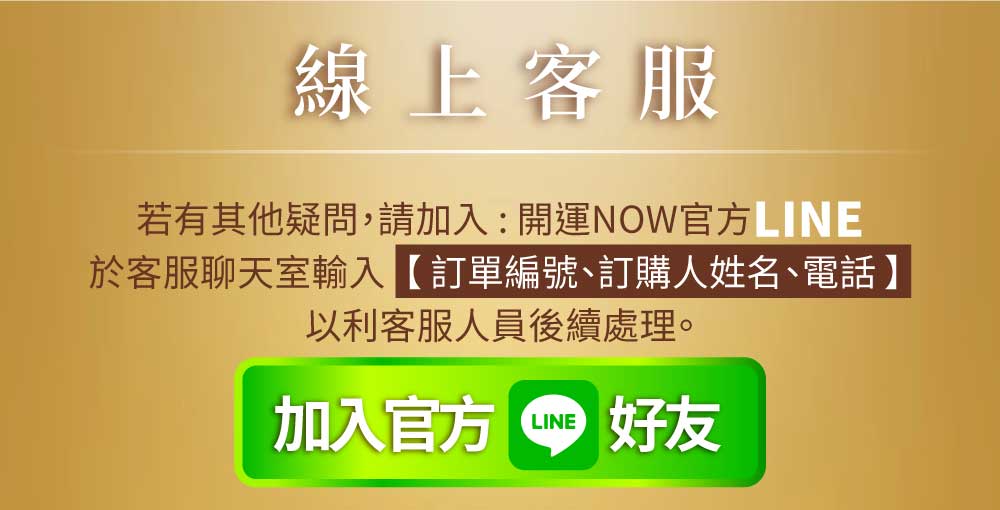 線上客服
若有其他疑問,請加入:開運NOW官方LINE
於客服聊天室輸入【訂單編號、訂購人姓名、電話】
以利客服人員後續處理。
加入官方 LINE 好友